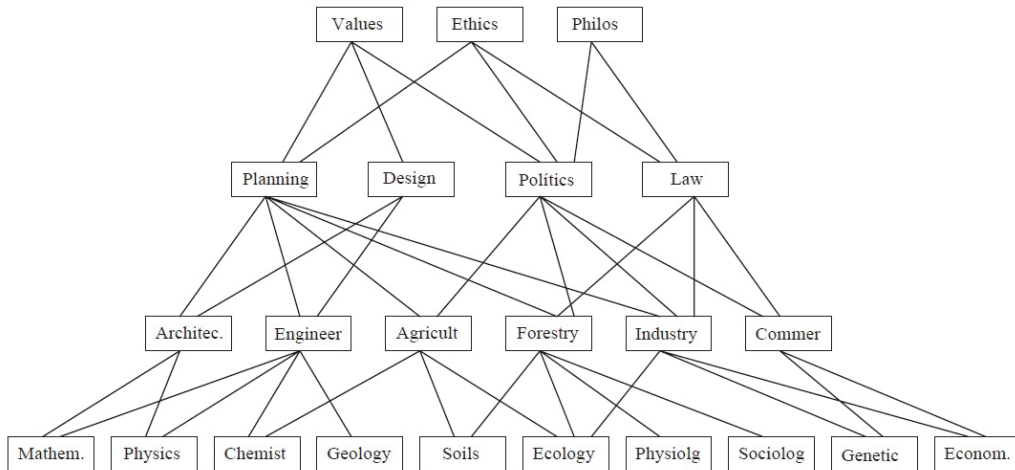 Values
Ethics
Philos
Planning
Design
Politics
Law
Architec.
Engineer
Agricult
Forestry
Industry
Commer
Mathem.
Physics
Chemist
Geology
Soils
Ecology
Physiolg
Sociolog
Genetic
Econom.